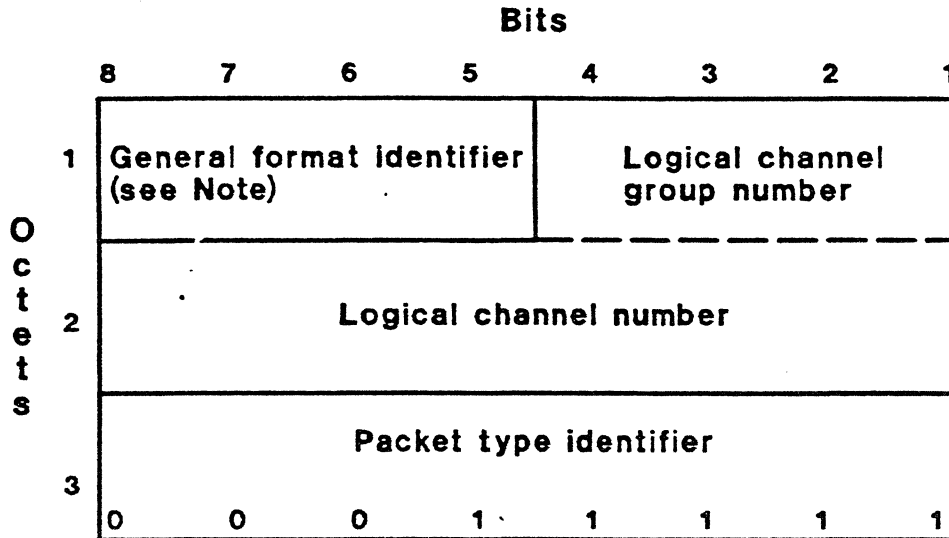 Bits
8 7 6 5 4 3 2 1
1 General format identifier Logical channel
(see Note) group number
Octets
2 Logical channel number
Packet type identifier
3
0 0 0 1 1 1 1 1